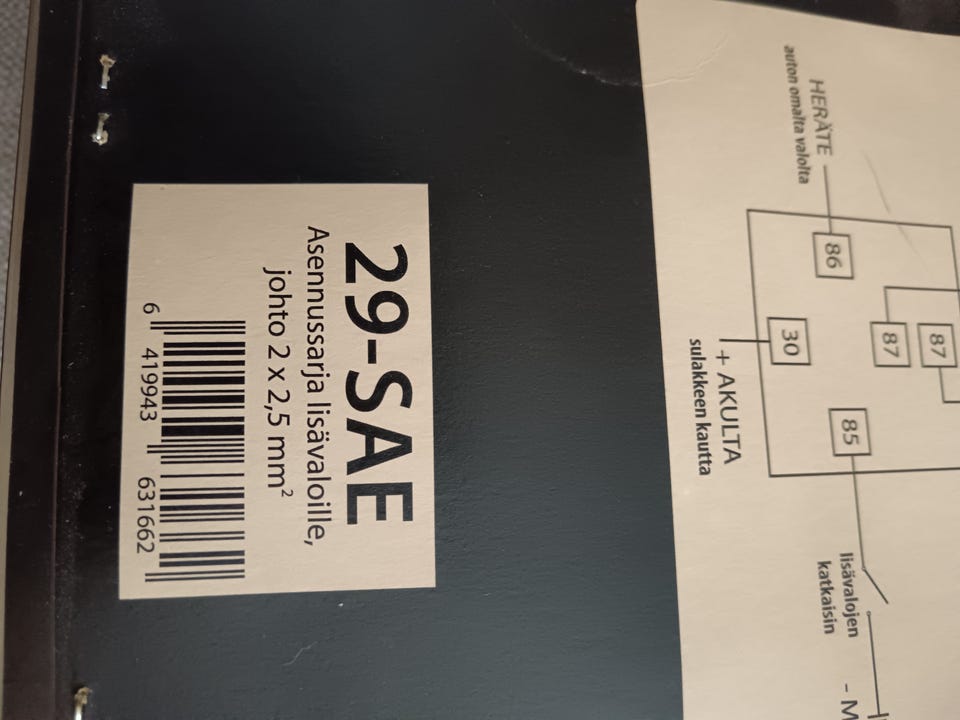 29-SAE
Asennussarja lisävaloille,
johto 2 x 2,5 mm²
6 419943 631662
HERÄTE
auton omalta valolta
86
87
87
30
85
+ AKULTA
sulakkeen kautta
lisävalojen
katkaisin
- M